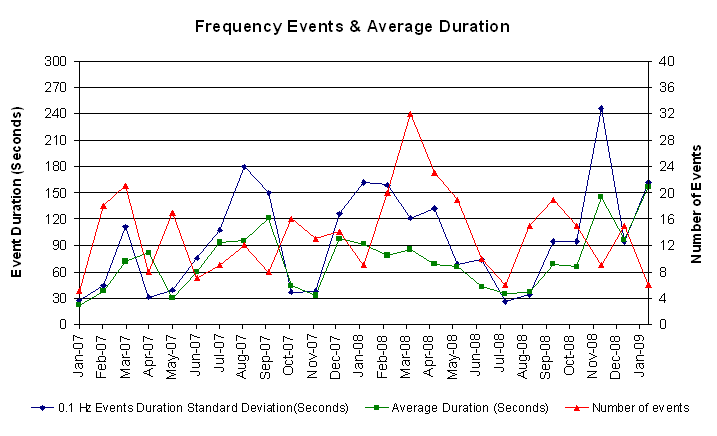 Frequency Events & Average Duration
Event Duration (Seconds)
300
270
240
210
180
150
120
90
60
30
0
40
36
32
28
24
20
16
12
8
4
0
Number of Events
Jan-07
Feb-07
Mar-07
Apr-07
May-07
Jun-07
Jul-07
Aug-07
Sep-07
Oct-07
Nov-07
Dec-07
Jan-08
Feb-08
Mar-08
Apr-08
May-08
Jun-08
Jul-08
Aug-08
Sep-08
Oct-08
Nov-08
Dec-08
Jan-09
0.1 Hz Events Duration Standard Deviation(Seconds)
Average Duration (Seconds)
Number of events